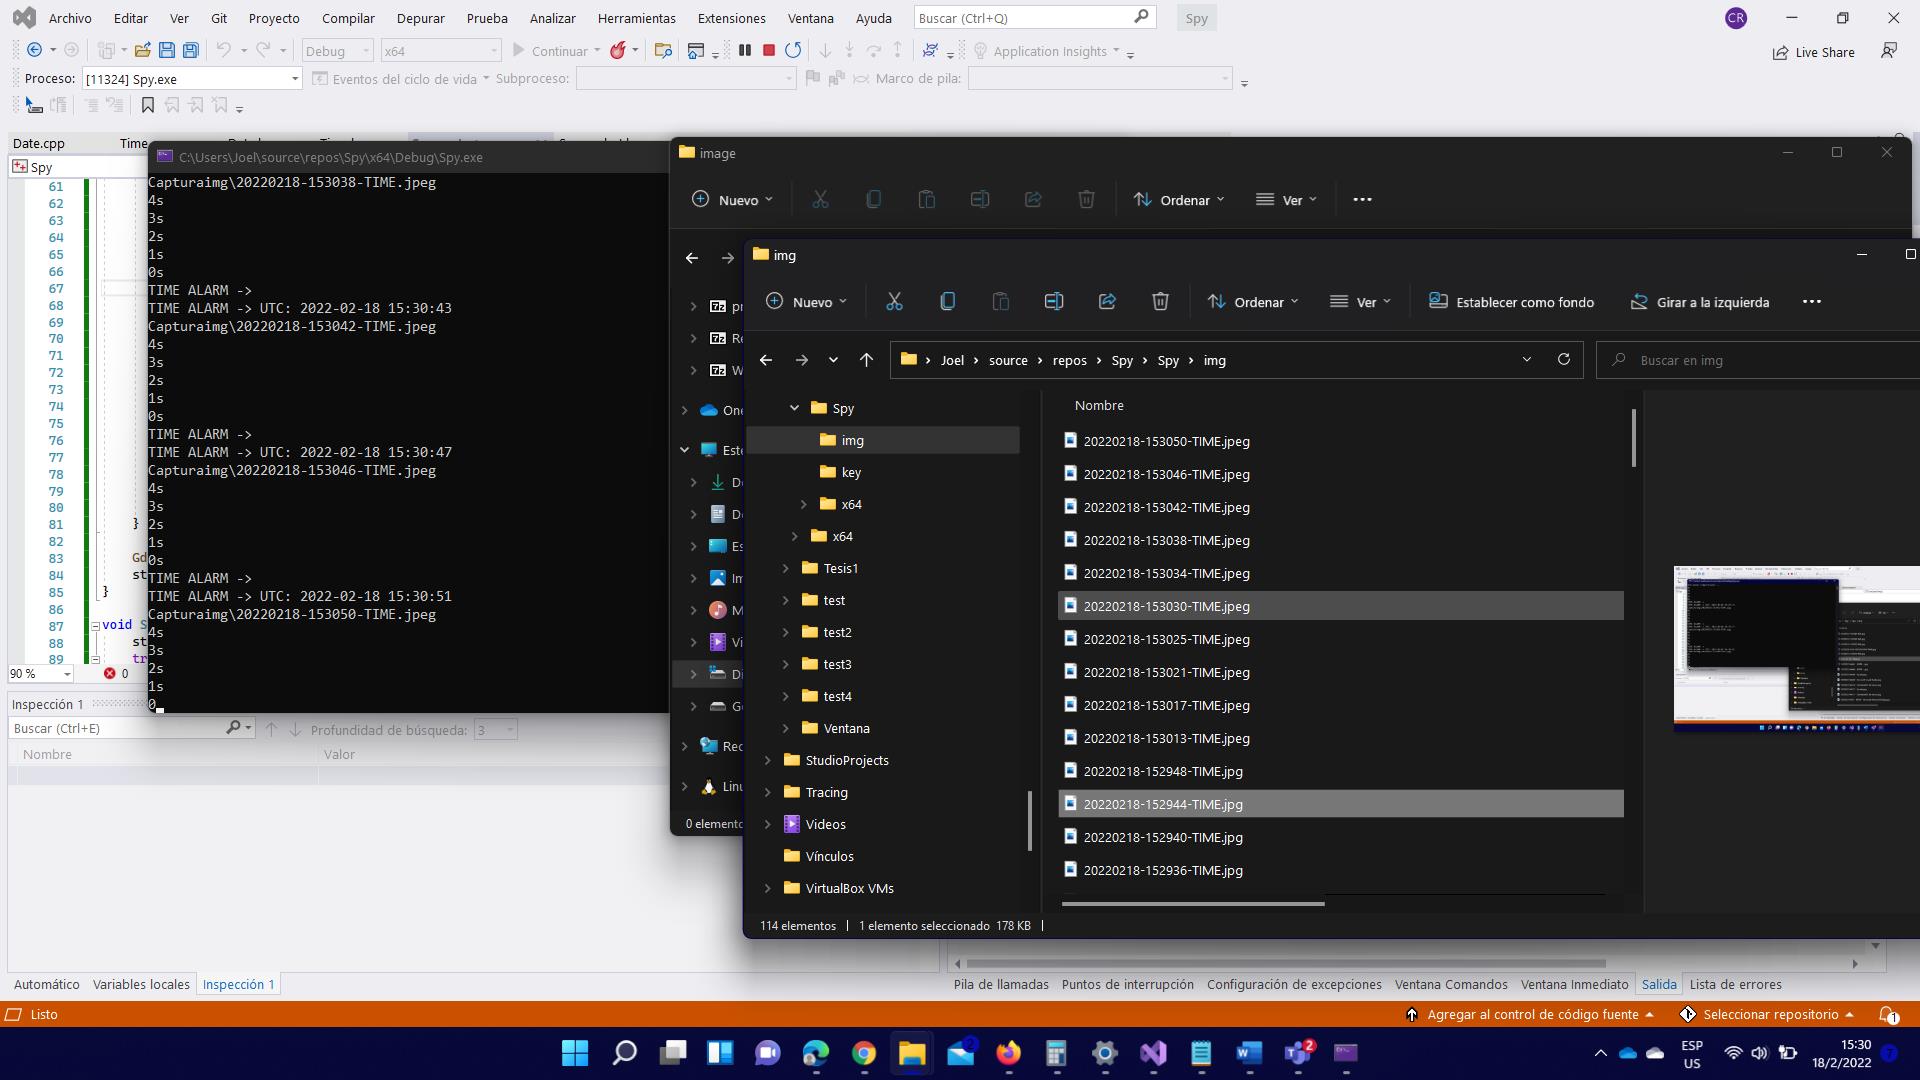 Archivo Editar Ver Git Proyecto Compilar Depurar Prueba Analizar Herramientas Extensiones Ventana Ayuda Buscar (Ctrl+Q) Spy CR
Debug x64 Continuar Application Insights Live Share
Proceso: [11324] Spy.exe Eventos del ciclo de vida Subproceso: Marco de pila:
Date.cpp
Spy
61
62
63
64
65
66
67
68
69
70
71
72
73
74
75
76
77
78
79
80
81 }
82
83 Gd
84 st
85 }
86
87 void S
88 st
89 tr
90 % 0
C:\Users\Joel\source\repos\Spy\x64\Debug\Spy.exe
Capturaimg\20220218-153038-TIME.jpeg
4s
3s
2s
1s
0s
TIME ALARM ->
TIME ALARM -> UTC: 2022-02-18 15:30:43
Capturaimg\20220218-153042-TIME.jpeg
4s
3s
2s
1s
0s
TIME ALARM ->
TIME ALARM -> UTC: 2022-02-18 15:30:47
Capturaimg\20220218-153046-TIME.jpeg
4s
3s
2s
1s
0s
TIME ALARM ->
TIME ALARM -> UTC: 2022-02-18 15:30:51
Capturaimg\20220218-153050-TIME.jpeg
4s
3s
2s
1s
0
Inspección 1
Buscar (Ctrl+E) Profundidad de búsqueda: 3
Nombre Valor
Automático Variables locales Inspección 1
image
Nuevo Ordenar Ver
0 elemento
img
Nuevo Ordenar Ver Establecer como fondo Girar a la izquierda
Joel source repos Spy Spy img Buscar en img
Spy
img
key
x64
x64
Tesis1
test
test2
test3
test4
Ventana
StudioProjects
Tracing
Videos
Vínculos
VirtualBox VMs
Nombre
20220218-153050-TIME.jpeg
20220218-153046-TIME.jpeg
20220218-153042-TIME.jpeg
20220218-153038-TIME.jpeg
20220218-153034-TIME.jpeg
20220218-153030-TIME.jpeg
20220218-153025-TIME.jpeg
20220218-153021-TIME.jpeg
20220218-153017-TIME.jpeg
20220218-153013-TIME.jpeg
20220218-152948-TIME.jpg
20220218-152944-TIME.jpg
20220218-152940-TIME.jpg
20220218-152936-TIME.jpg
114 elementos 1 elemento seleccionado 178 KB
Pila de llamadas Puntos de interrupción Configuración de excepciones Ventana Comandos Ventana Inmediato Salida Lista de errores
Listo Agregar al control de código fuente Seleccionar repositorio 1
ESP
US
15:30
18/2/2022